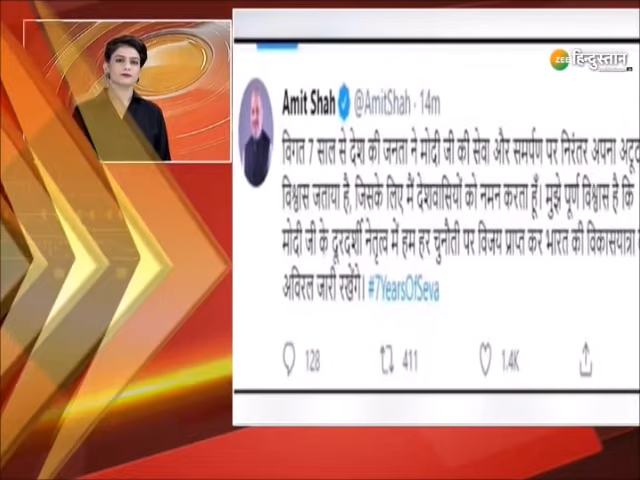 ZEE हिन्दुस्तान
Amit Shah @AmitShah · 14m
विगत 7 साल से देश की जनता ने मोदी जी की सेवा और समर्पण पर निरंतर अपना अटूट
विश्वास जताया है, जिसके लिए मैं देशवासियों को नमन करता हूँ। मुझे पूर्ण विश्वास है कि
मोदी जी के दूरदर्शी नेतृत्व में हम हर चुनौती पर विजय प्राप्त कर भारत की विकासयात्रा
अविरल जारी रखेंगे। #7YearsOfSeva
128 411 1.4K